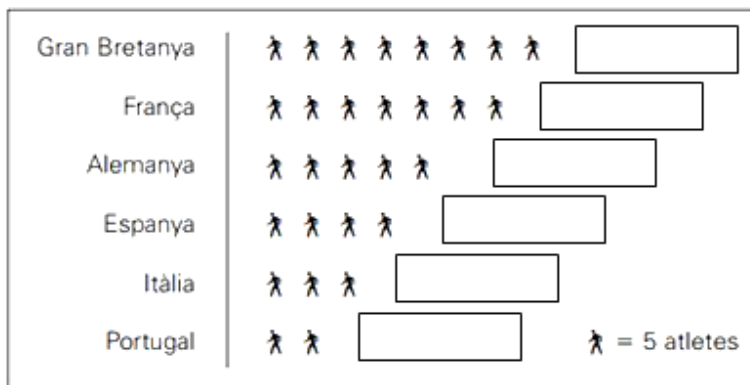 Gran Bretanya
França
Alemanya
Espanya
Itàlia
Portugal = 5 atletes